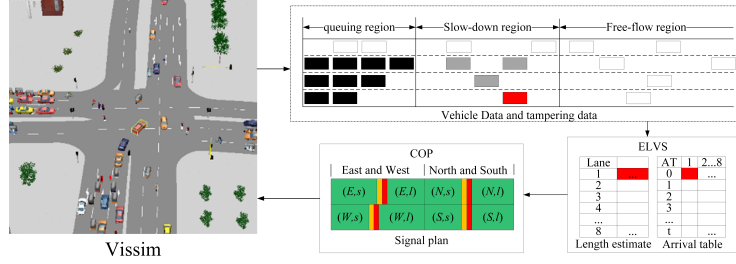 queuing region
Slow-down region
Free-flow region
Vehicle Data and tampering data
COP
East and West
North and South
(E,s)
(E,l)
(N,s)
(N,l)
(W,s)
(W,l)
(S,s)
(S,l)
Signal plan
ELVS
Lane
1 ...
2
3
4
...
8 ...
Length estimate
AT 1 2...8
0 ...
1
2
3
...
t ...
Arrival table
Vissim